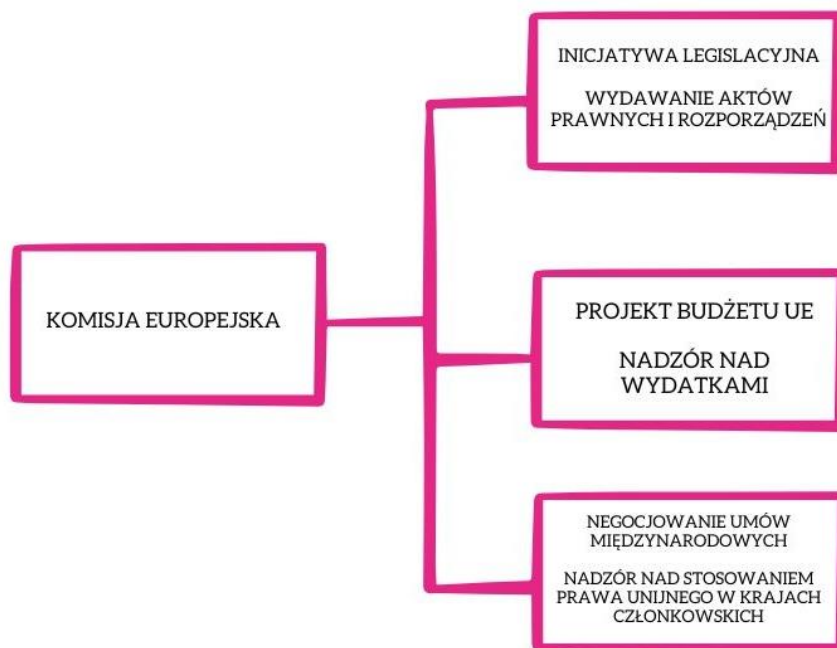 INICJATYWA LEGISLACYJNA
WYDAWANIE AKTÓW
PRAWNYCH I ROZPORZĄDZEŃ
KOMISJA EUROPEJSKA
PROJEKT BUDŻETU UE
NADZÓR NAD
WYDATKAMI
NEGOCJOWANIE UMÓW
MIĘDZYNARODOWYCH
NADZÓR NAD STOSOWANIEM
PRAWA UNIJNEGO W KRAJACH
CZŁONKOWSKICH